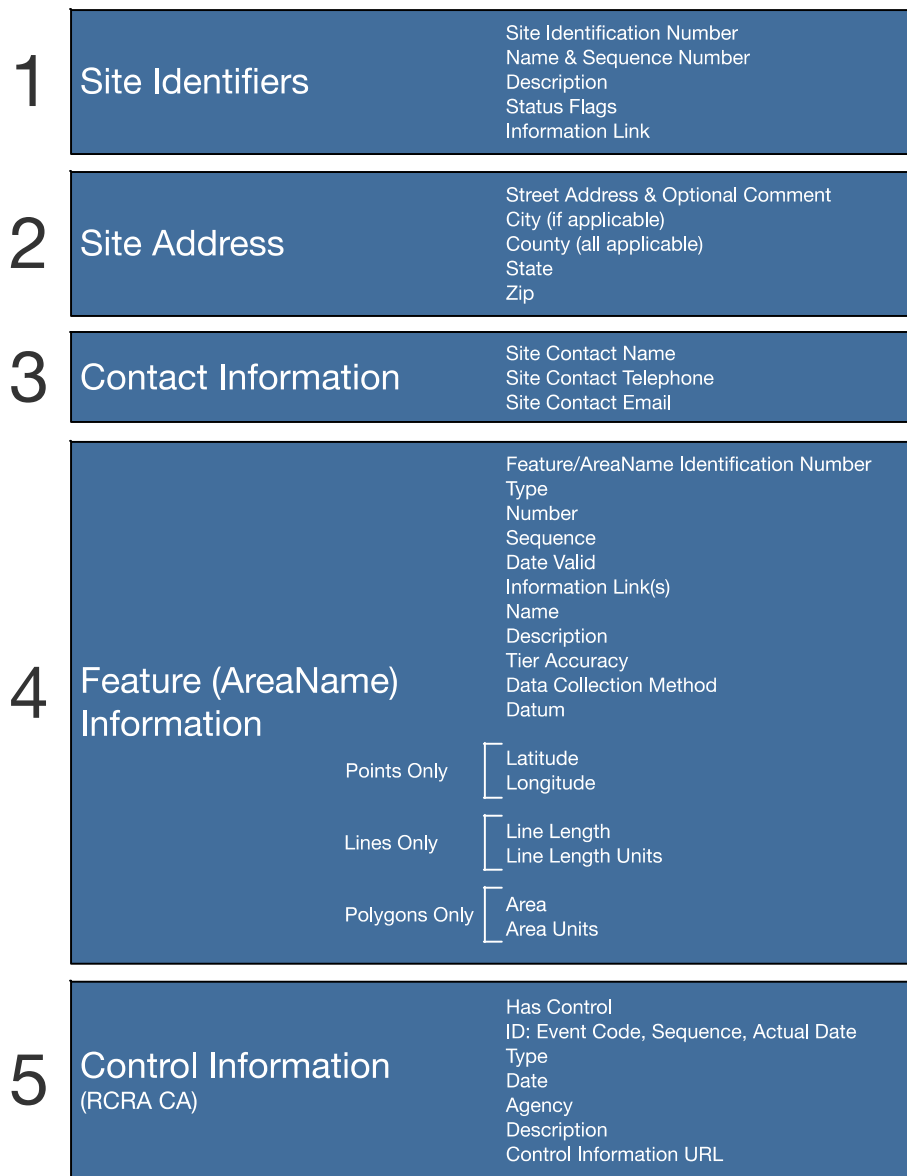 1
Site Identifiers
Site Identification Number
Name & Sequence Number
Description
Status Flags
Information Link
2
Site Address
Street Address & Optional Comment
City (if applicable)
County (all applicable)
State
Zip
3
Contact Information
Site Contact Name
Site Contact Telephone
Site Contact Email
4
Feature (AreaName)
Information
Feature/AreaName Identification Number
Type
Number
Sequence
Date Valid
Information Link(s)
Name
Description
Tier Accuracy
Data Collection Method
Datum
Points Only
Latitude
Longitude
Lines Only
Line Length
Line Length Units
Polygons Only
Area
Area Units
5
Control Information
(RCRA CA)
Has Control
ID: Event Code, Sequence, Actual Date
Type
Date
Agency
Description
Control Information URL